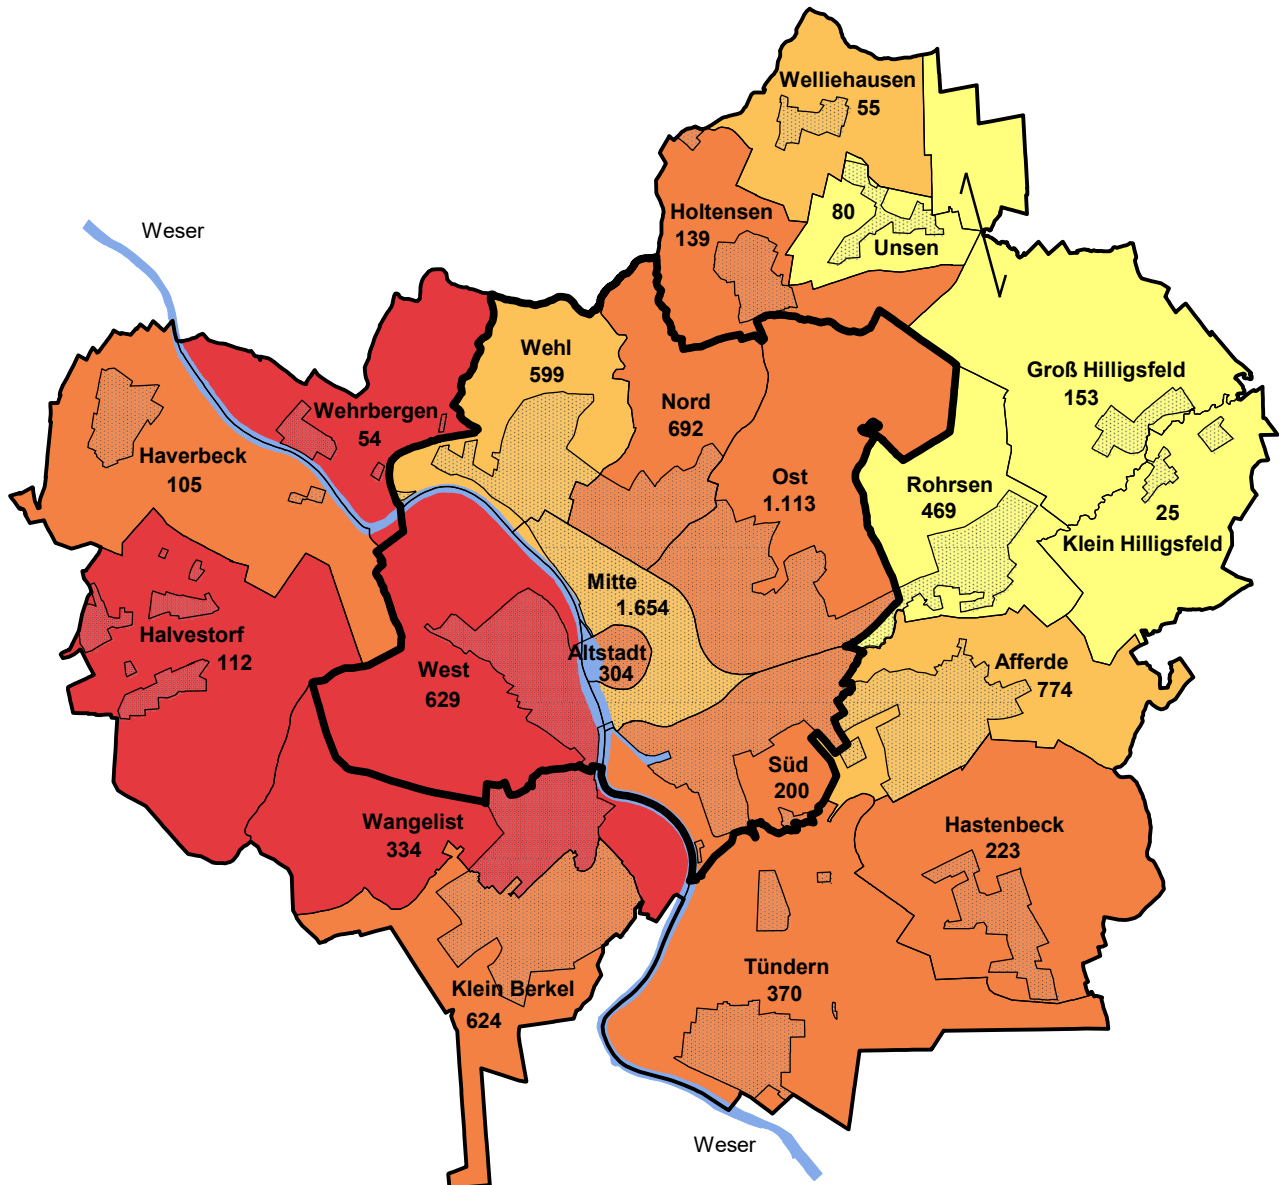 Welliehausen
55
Holtensen
139
80
Unsen
Weser
Wehl
599
Nord
692
Groß Hilligsfeld
153
Wehrbergen
54
Haverbeck
105
Ost
1.113
Rohrsen
469
25
Klein Hilligsfeld
Mitte
1.654
Halvestorf
112
Altstadt
304
West
629
Afferde
774
Süd
200
Wangelist
334
Hastenbeck
223
Tündern
370
Klein Berkel
624
Weser